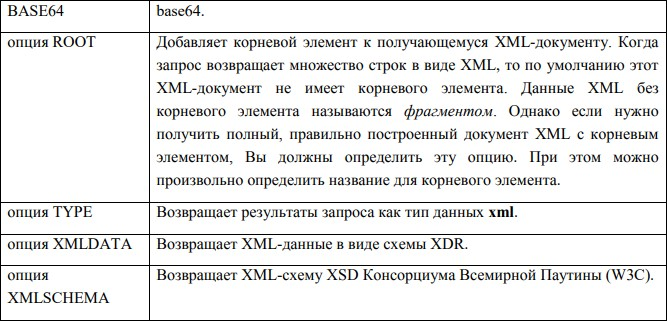 BASE64 base64.
опция ROOT Добавляет корневой элемент к получающемуся XML-документу. Когда
запрос возвращает множество строк в виде XML, то по умолчанию этот
XML-документ не имеет корневого элемента. Данные XML без
корневого элемента называются фрагментом. Однако если нужно
получить полный, правильно построенный документ XML с корневым
элементом, Вы должны определить эту опцию. При этом можно
произвольно определить название для корневого элемента.
опция TYPE Возвращает результаты запроса как тип данных xml.
опция XMLDATA Возвращает XML-данные в виде схемы XDR.
опция Возвращает XML-схему XSD Консорциума Всемирной Паутины (W3C).
XMLSCHEMA